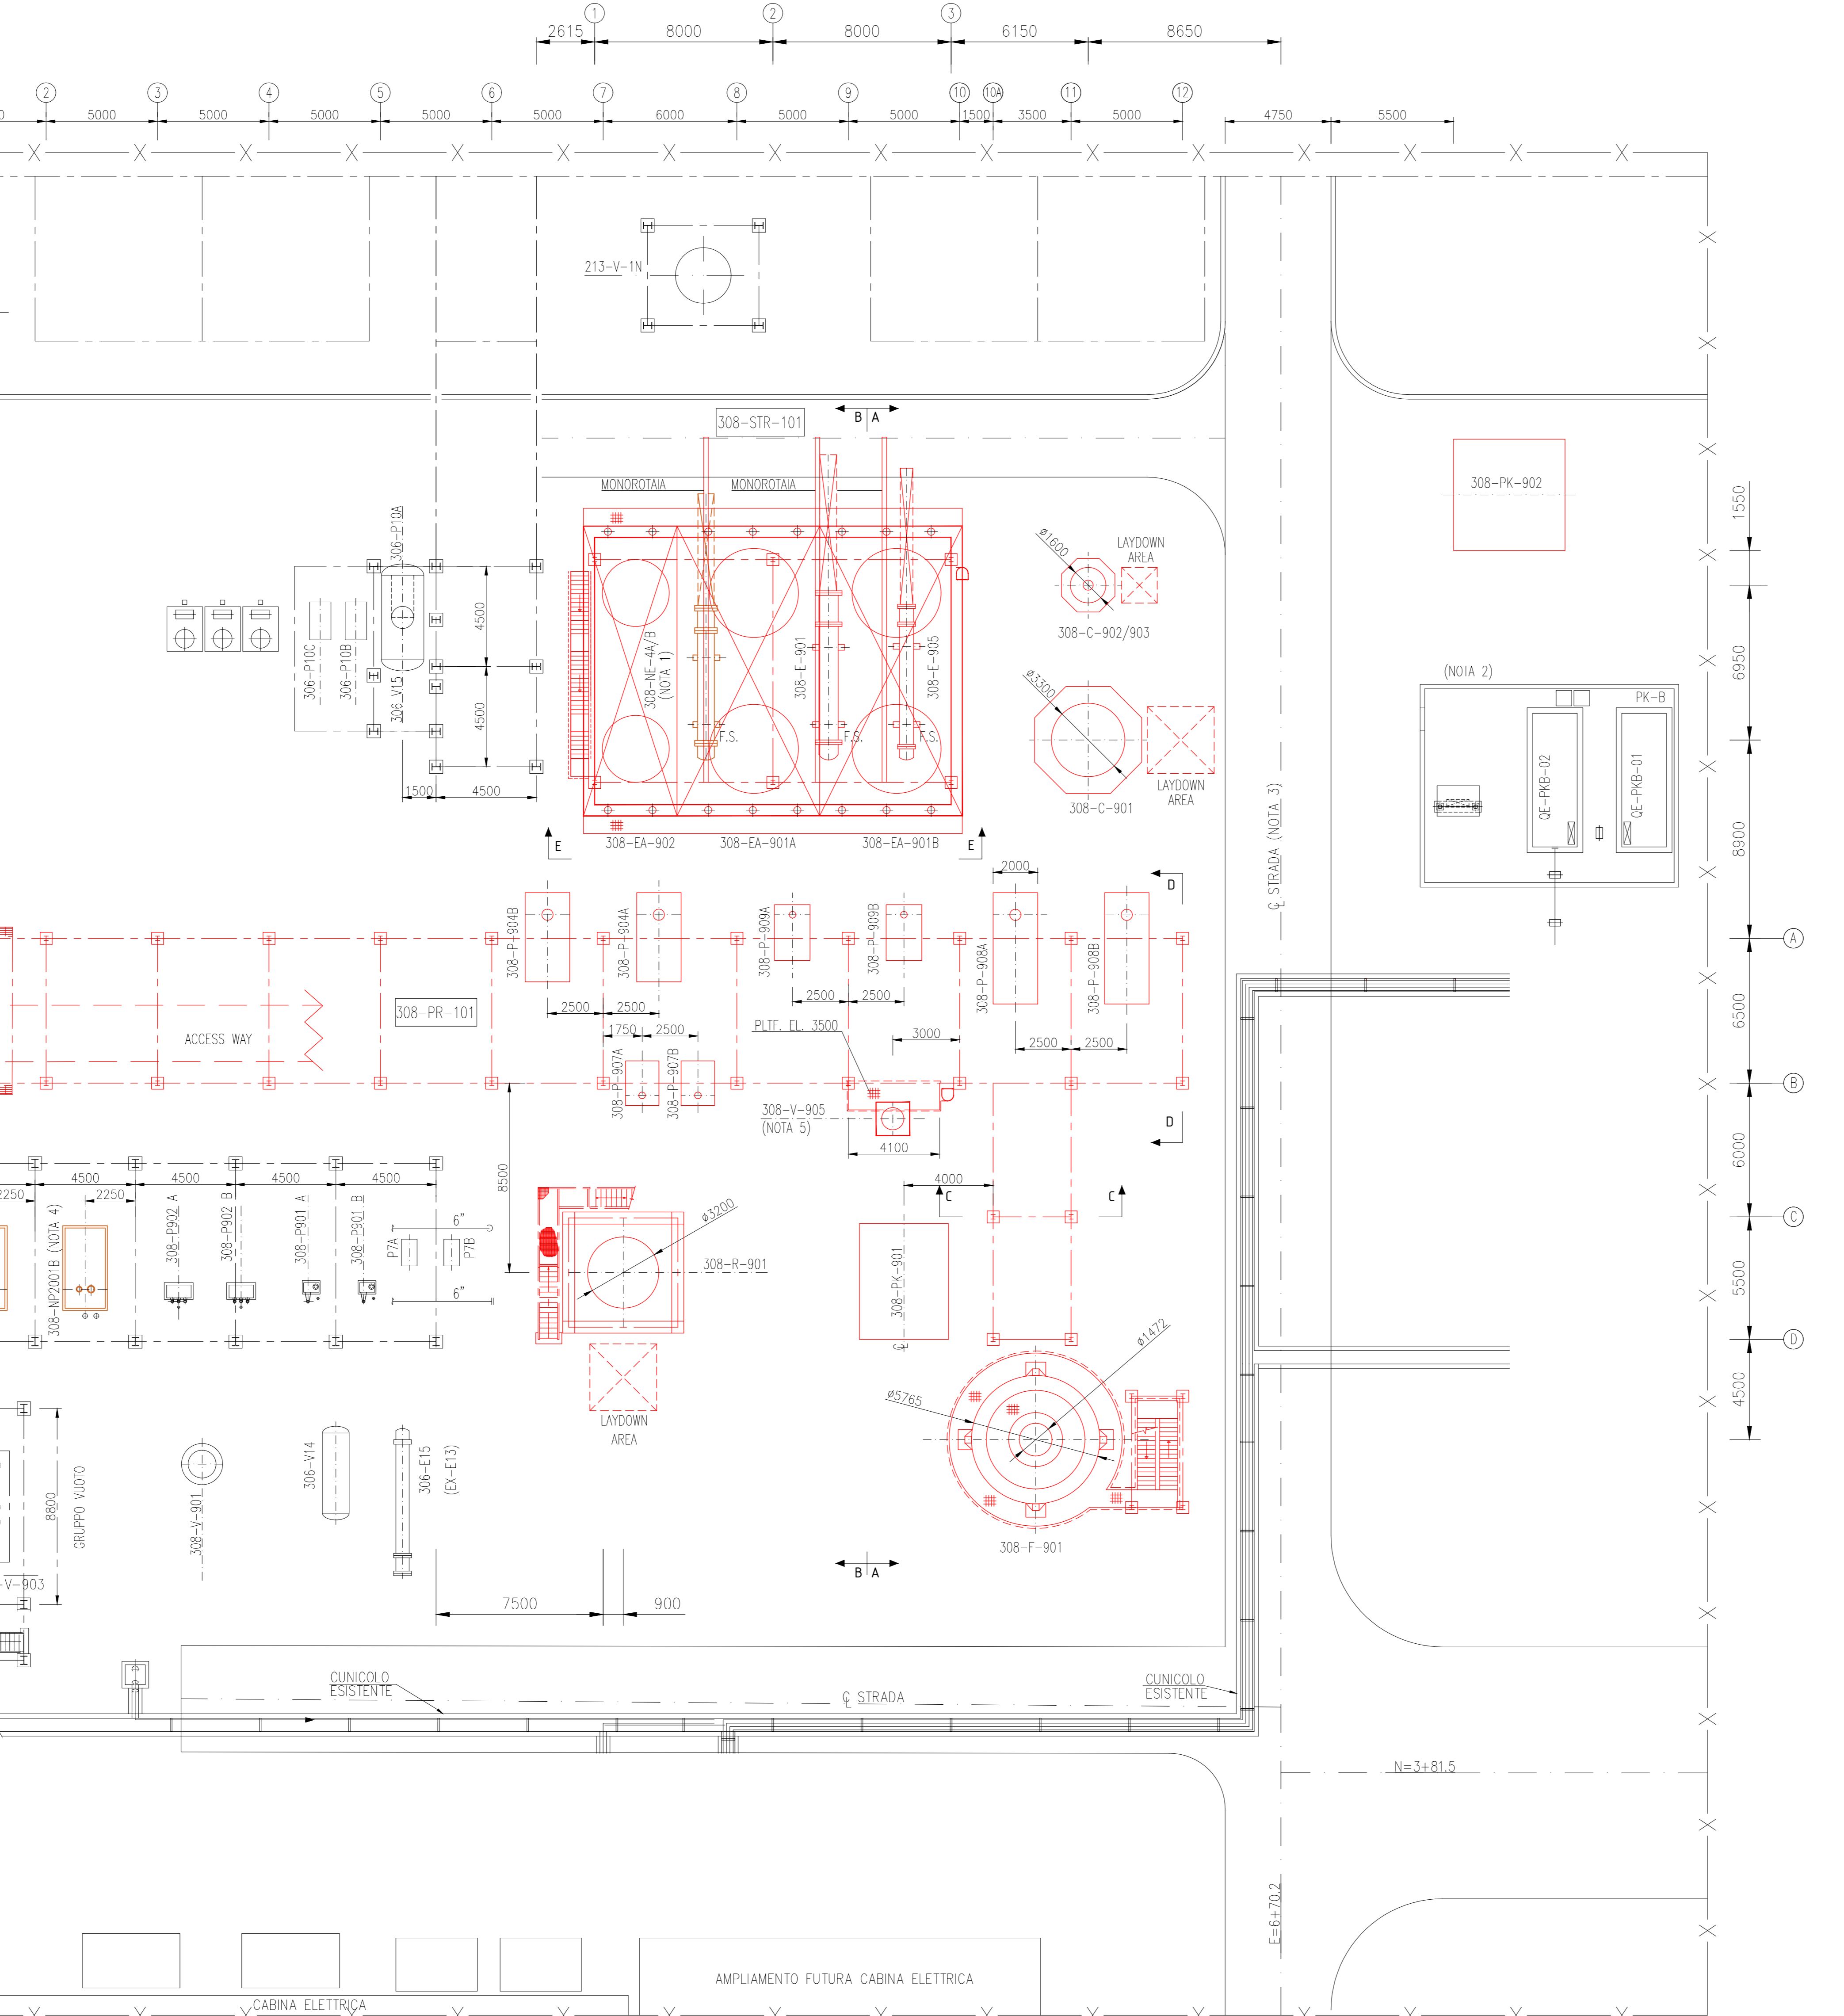 1
2
3
2615
8000
8000
6150
8650
2
3
4
5
6
7
8
9
10
10A
11
12
5000
5000
5000
5000
5000
6000
5000
5000
1500
3500
5000
4750
5500
213-V-1N
308-STR-101
B A
MONOROTAIA
MONOROTAIA
308-PK-902
1550
306-P10A
306-P10C
306-P10B
306 V15
4500
4500
1500
4500
308-NE-4A/B
(NOTA 1)
308-E-901
308-E-905
F.S.
F.S.
F.S.
ø1600
LAYDOWN
AREA
308-C-902/903
6950
ø3300
LAYDOWN
AREA
308-C-901
(NOTA 2)
PK-B
QE-PKB-02
QE-PKB-01
8900
℄ STRADA (NOTA 3)
E
E
308-EA-902
308-EA-901A
308-EA-901B
2000
D
308-P-904B
308-P-904A
308-P-909A
308-P-909B
308-P-908A
308-P-908B
A
308-PR-101
ACCESS WAY
2500
2500
2500
2500
1750
2500
PLTF. EL. 3500
3000
2500
2500
6500
308-P-907A
308-P-907B
B
308-V-905
(NOTA 5)
4100
D
8500
6000
4000
C
C
C
2250
4500
2250
4500
4500
4500
308-NP2001B (NOTA 4)
308-P902 A
308-P902 B
308-P901 A
308-P901 B
P7A
P7B
6"
6"
ø3200
308-R-901
308-PK-901
℄
5500
D
ø1472
ø5765
4500
LAYDOWN
AREA
308-F-901
8800
GRUPPO VUOTO
308-V-901
306-V14
306-E15
(EX-E13)
-V-903
B A
7500
900
CUNICOLO
ESISTENTE
℄ STRADA
CUNICOLO
ESISTENTE
N=3+81.5
E=6+70.2
AMPLIAMENTO FUTURA CABINA ELETTRICA
CABINA ELETTRICA